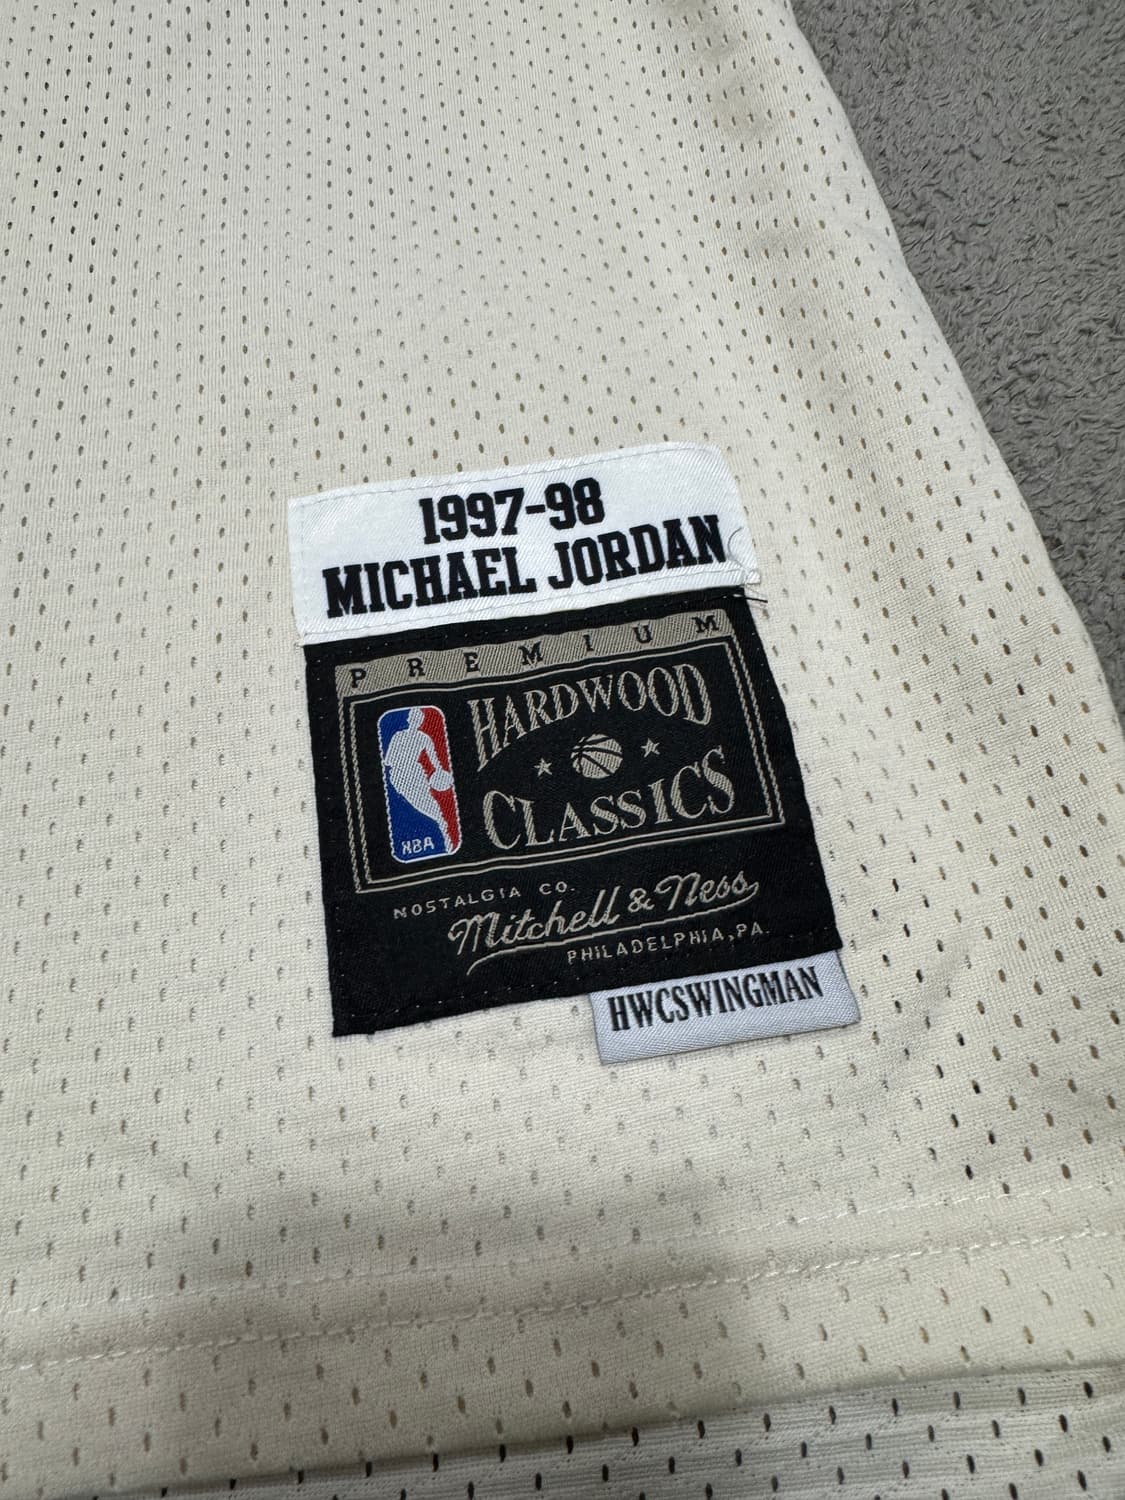 1997-98
MICHAEL JORDAN
PREMIUM
HARDWOOD
CLASSICS
NBA
NOSTALGIA CO.
Mitchell & Ness
PHILADELPHIA, PA.
HWCSWINGMAN